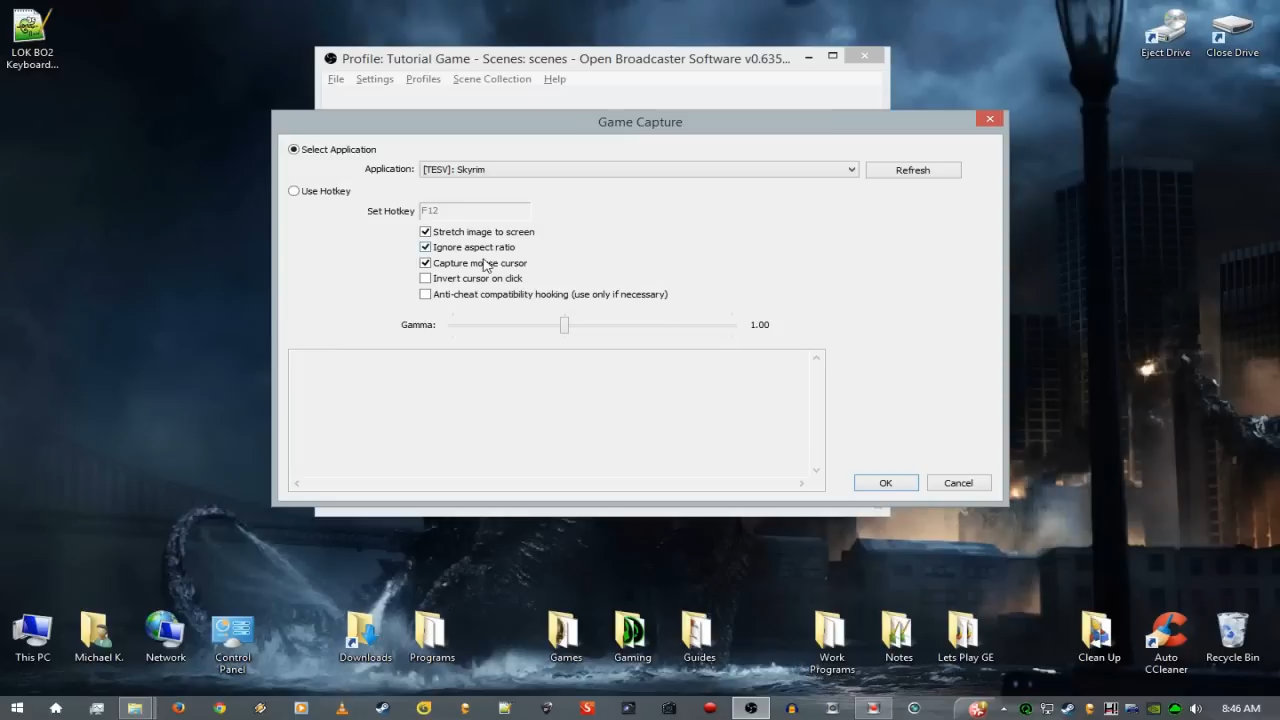 LOK BO2
Keyboard...
Eject Drive
Close Drive
Profile: Tutorial Game - Scenes: scenes - Open Broadcaster Software v0.635...
File Settings Profiles Scene Collection Help
Game Capture
Select Application
Application: [TESV]: Skyrim Refresh
Use Hotkey
Set Hotkey F12
Stretch image to screen
Ignore aspect ratio
Capture mouse cursor
Invert cursor on click
Anti-cheat compatibility hooking (use only if necessary)
Gamma: 1.00
OK Cancel
This PC
Michael K.
Network
Control
Panel
Downloads
Programs
Games
Gaming
Guides
Work
Programs
Notes
Lets Play GE
Clean Up
Auto
CCleaner
Recycle Bin
8:46 AM